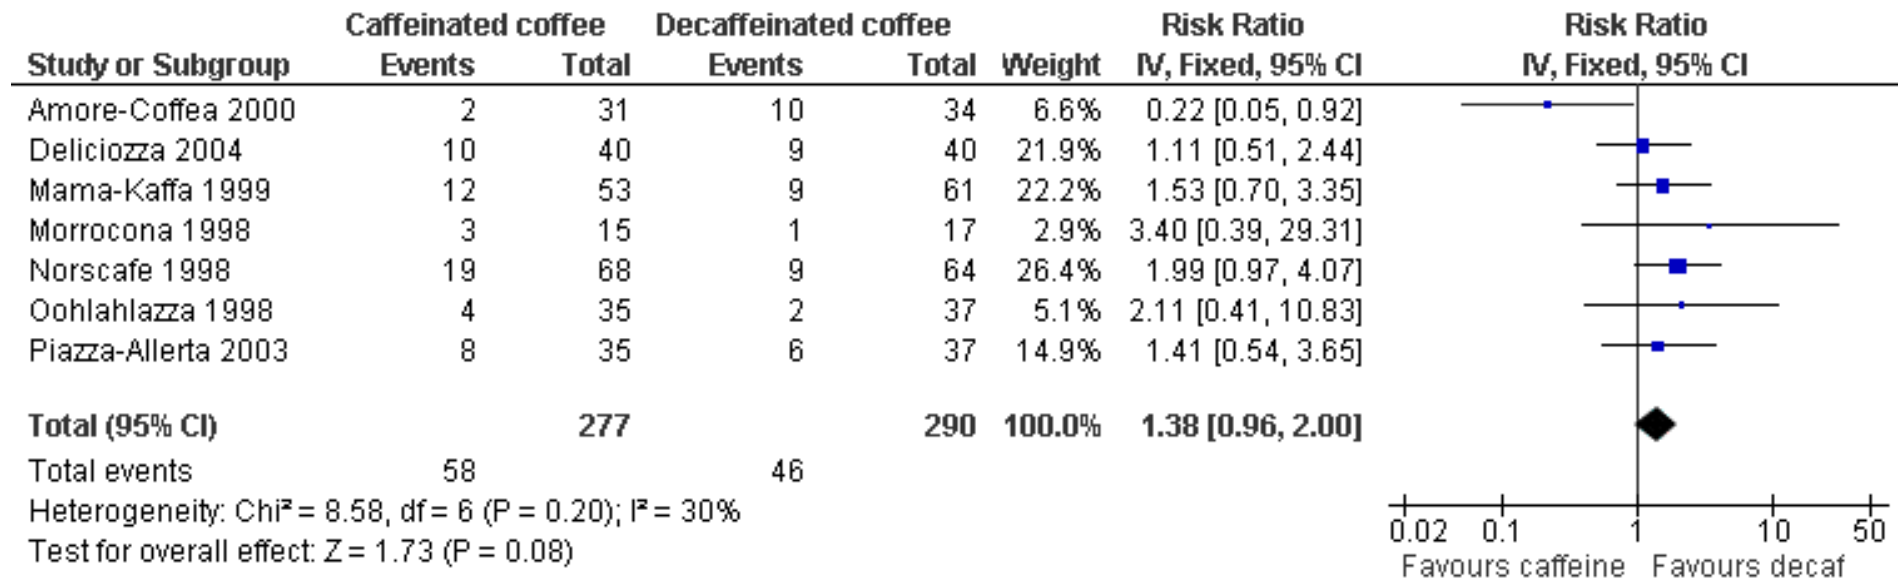 Caffeinated coffee Decaffeinated coffee Risk Ratio Risk Ratio
Study or Subgroup Events Total Events Total Weight IV, Fixed, 95% CI IV, Fixed, 95% CI
Amore-Coffea 2000 2 31 10 34 6.6% 0.22 [0.05, 0.92]
Deliciozza 2004 10 40 9 40 21.9% 1.11 [0.51, 2.44]
Mama-Kaffa 1999 12 53 9 61 22.2% 1.53 [0.70, 3.35]
Morrocona 1998 3 15 1 17 2.9% 3.40 [0.39, 29.31]
Norscafe 1998 19 68 9 64 26.4% 1.99 [0.97, 4.07]
Oohlahlazza 1998 4 35 2 37 5.1% 2.11 [0.41, 10.83]
Piazza-Allerta 2003 8 35 6 37 14.9% 1.41 [0.54, 3.65]
Total (95% CI) 277 290 100.0% 1.38 [0.96, 2.00]
Total events 58 46
Heterogeneity: Chi² = 8.58, df = 6 (P = 0.20); I² = 30%
Test for overall effect: Z = 1.73 (P = 0.08)
0.02 0.1 1 10 50
Favours caffeine Favours decaf